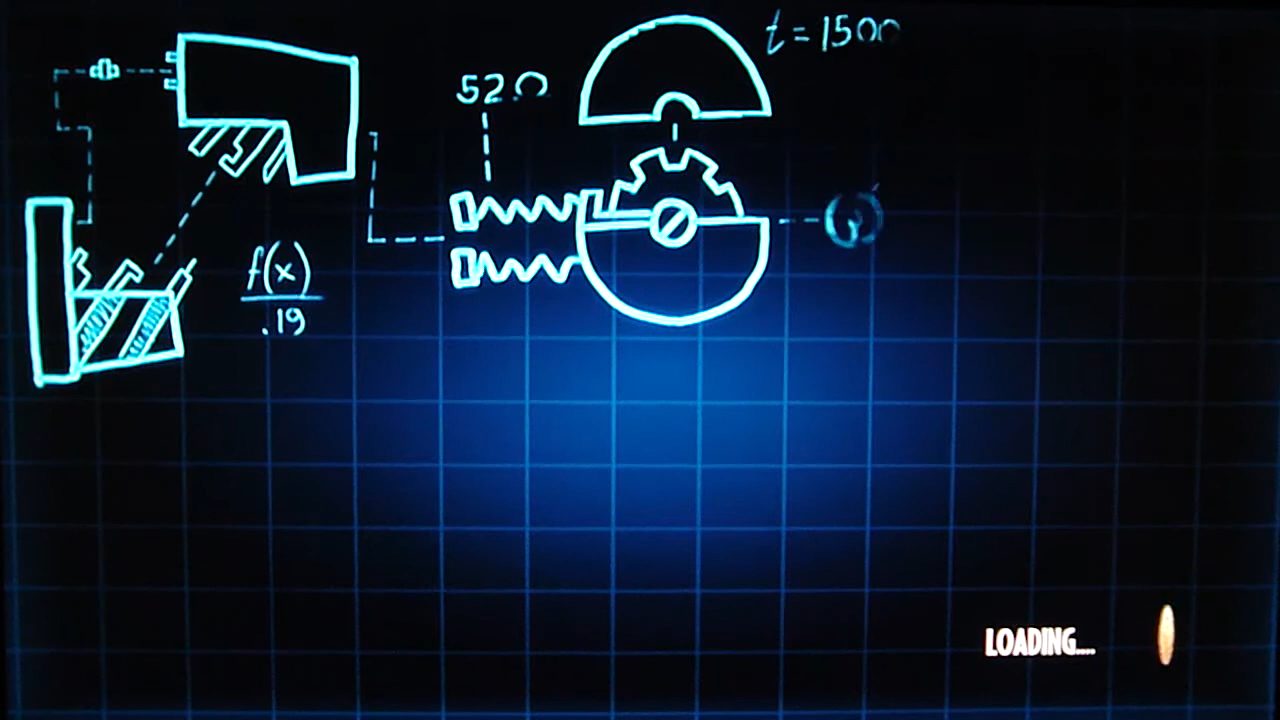 t = 1500
52Ω
f(x)
.19
LOADING....